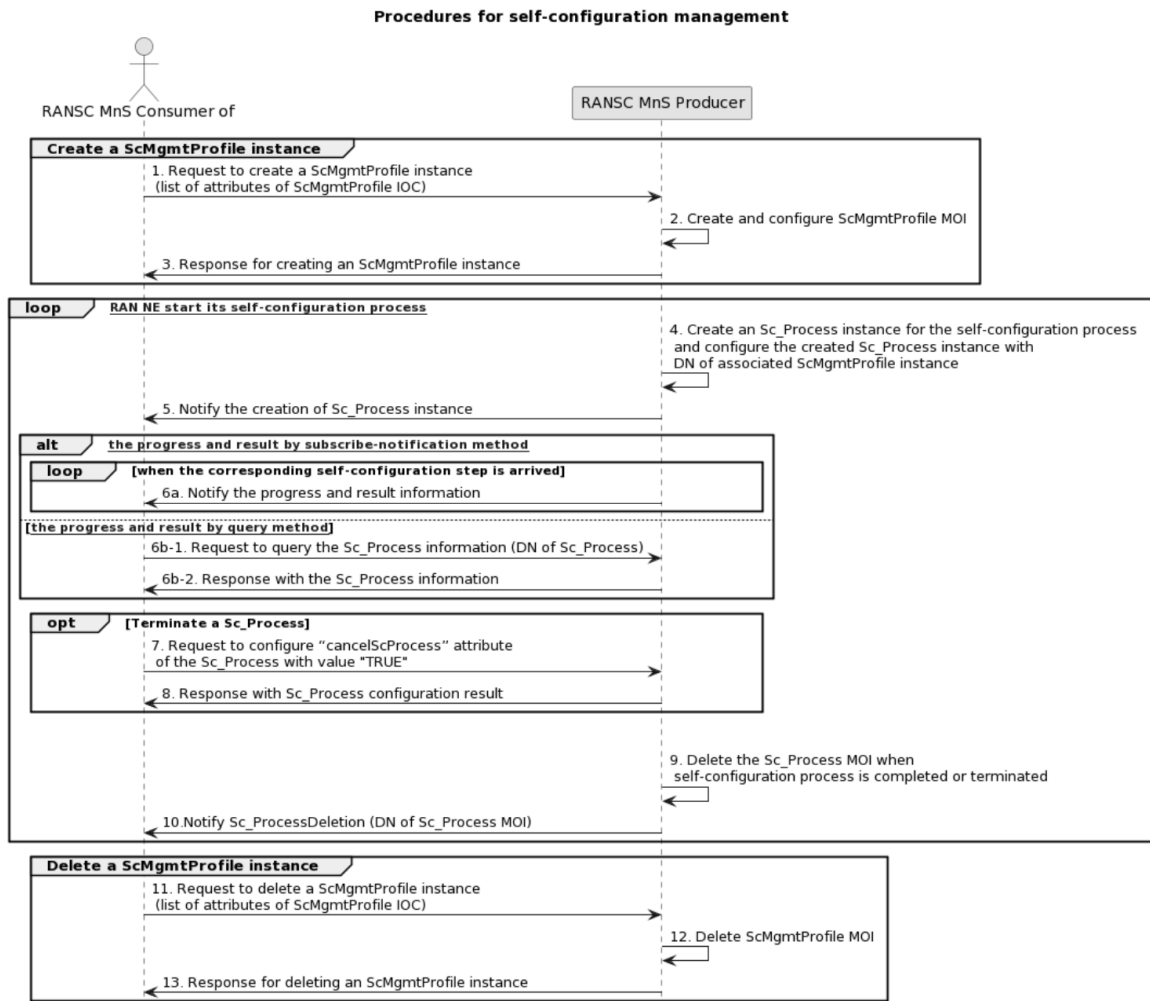 Procedures for self-configuration management
RANSC MnS Consumer of
RANSC MnS Producer
Create a ScMgmtProfile instance
1. Request to create a ScMgmtProfile instance
(list of attributes of ScMgmtProfile IOC)
2. Create and configure ScMgmtProfile MOI
3. Response for creating an ScMgmtProfile instance
loop
RAN NE start its self-configuration process
4. Create an Sc_Process instance for the self-configuration process
and configure the created Sc_Process instance with
DN of associated ScMgmtProfile instance
5. Notify the creation of Sc_Process instance
alt
the progress and result by subscribe-notification method
loop
[when the corresponding self-configuration step is arrived]
6a. Notify the progress and result information
[the progress and result by query method]
6b-1. Request to query the Sc_Process information (DN of Sc_Process)
6b-2. Response with the Sc_Process information
opt
[Terminate a Sc_Process]
7. Request to configure “cancelScProcess” attribute
of the Sc_Process with value "TRUE"
8. Response with Sc_Process configuration result
9. Delete the Sc_Process MOI when
self-configuration process is completed or terminated
10.Notify Sc_ProcessDeletion (DN of Sc_Process MOI)
Delete a ScMgmtProfile instance
11. Request to delete a ScMgmtProfile instance
(list of attributes of ScMgmtProfile IOC)
12. Delete ScMgmtProfile MOI
13. Response for deleting an ScMgmtProfile instance